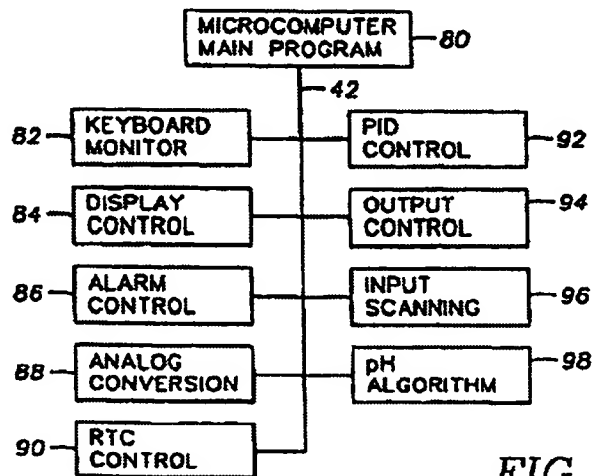 MICROCOMPUTER
MAIN PROGRAM
80
42
82
KEYBOARD
MONITOR
PID
CONTROL
92
84
DISPLAY
CONTROL
OUTPUT
CONTROL
94
86
ALARM
CONTROL
INPUT
SCANNING
96
88
ANALOG
CONVERSION
pH
ALGORITHM
98
90
RTC
CONTROL
FIG